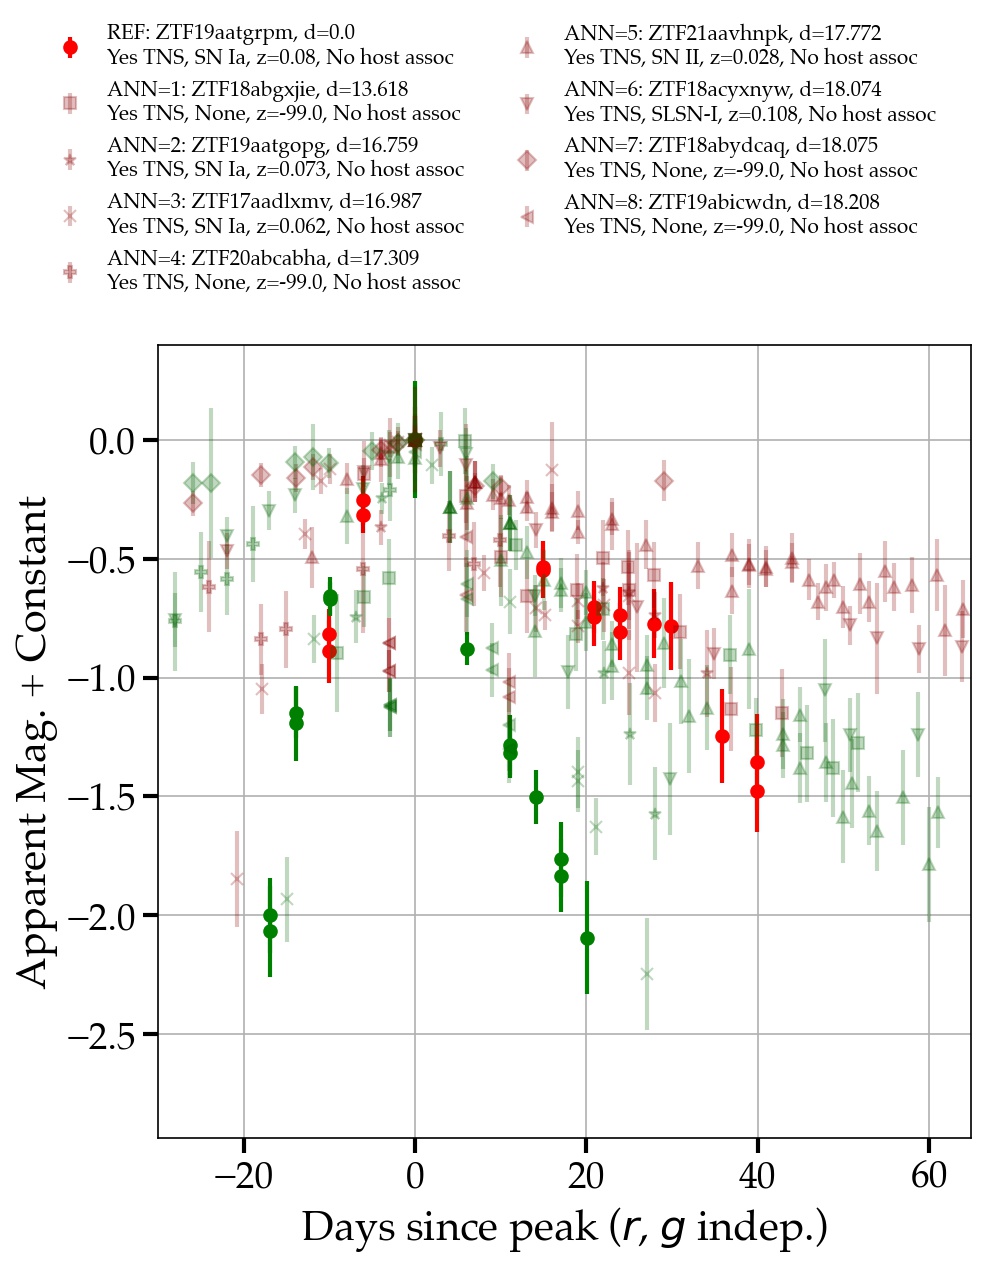 REF: ZTF19aatgrpm, d=0.0
Yes TNS, SN Ia, z=0.08, No host assoc
ANN=1: ZTF18abgxjie, d=13.618
Yes TNS, None, z=-99.0, No host assoc
ANN=2: ZTF19aatgopg, d=16.759
Yes TNS, SN Ia, z=0.073, No host assoc
ANN=3: ZTF17aadlxmv, d=16.987
Yes TNS, SN Ia, z=0.062, No host assoc
ANN=4: ZTF20abcabha, d=17.309
Yes TNS, None, z=-99.0, No host assoc
ANN=5: ZTF21aavhnpk, d=17.772
Yes TNS, SN II, z=0.028, No host assoc
ANN=6: ZTF18acyxnyw, d=18.074
Yes TNS, SLSN-I, z=0.108, No host assoc
ANN=7: ZTF18abydcaq, d=18.075
Yes TNS, None, z=-99.0, No host assoc
ANN=8: ZTF19abicwdn, d=18.208
Yes TNS, None, z=-99.0, No host assoc
Apparent Mag. + Constant
0.0
−0.5
−1.0
−1.5
−2.0
−2.5
−20
0
20
40
60
Days since peak (r, g indep.)